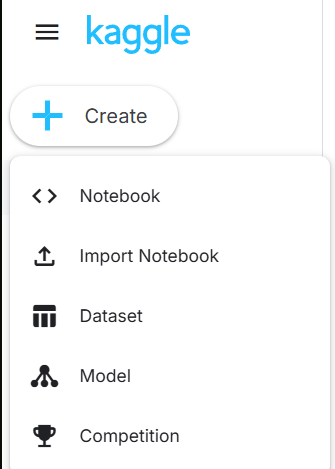 kaggle
Create
Notebook
Import Notebook
Dataset
Model
Competition